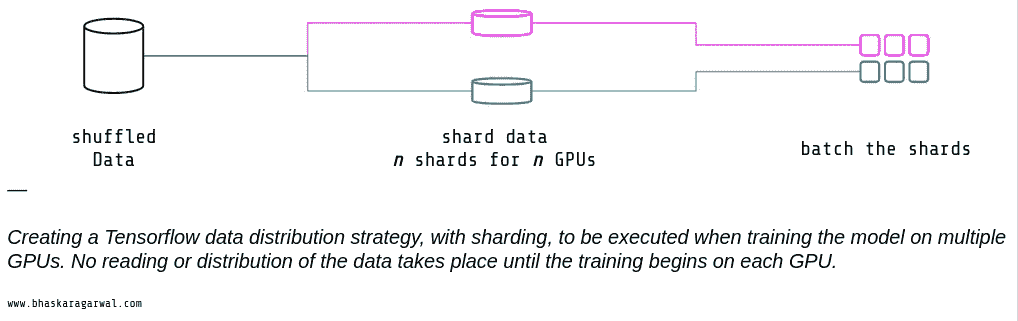 shuffled
Data
shard data
n shards for n GPUs
batch the shards
Creating a Tensorflow data distribution strategy, with sharding, to be executed when training the model on multiple
GPUs. No reading or distribution of the data takes place until the training begins on each GPU.
www.bhaskaragarwal.com